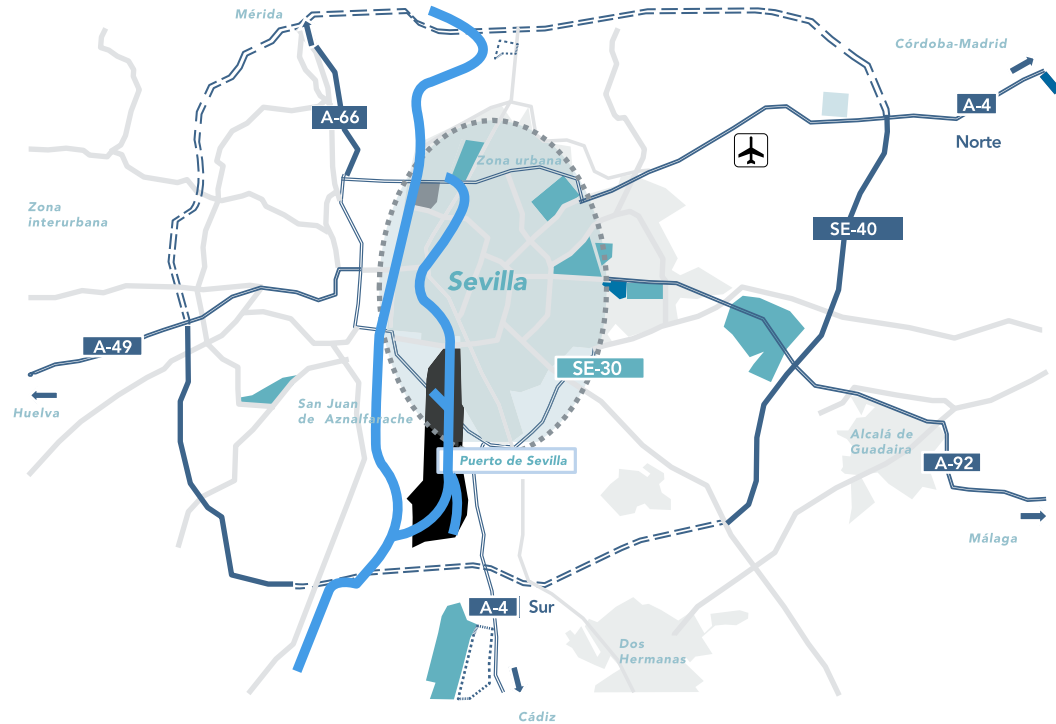 Mérida
Córdoba-Madrid
A-4
Norte
A-66
Zona urbana
Zona
interurbana
SE-40
Sevilla
A-49
SE-30
Huelva
San Juan
de Aznalfarache
Alcalá de
Guadaira
Puerto de Sevilla
A-92
Málaga
A-4 Sur
Dos
Hermanas
Cádiz